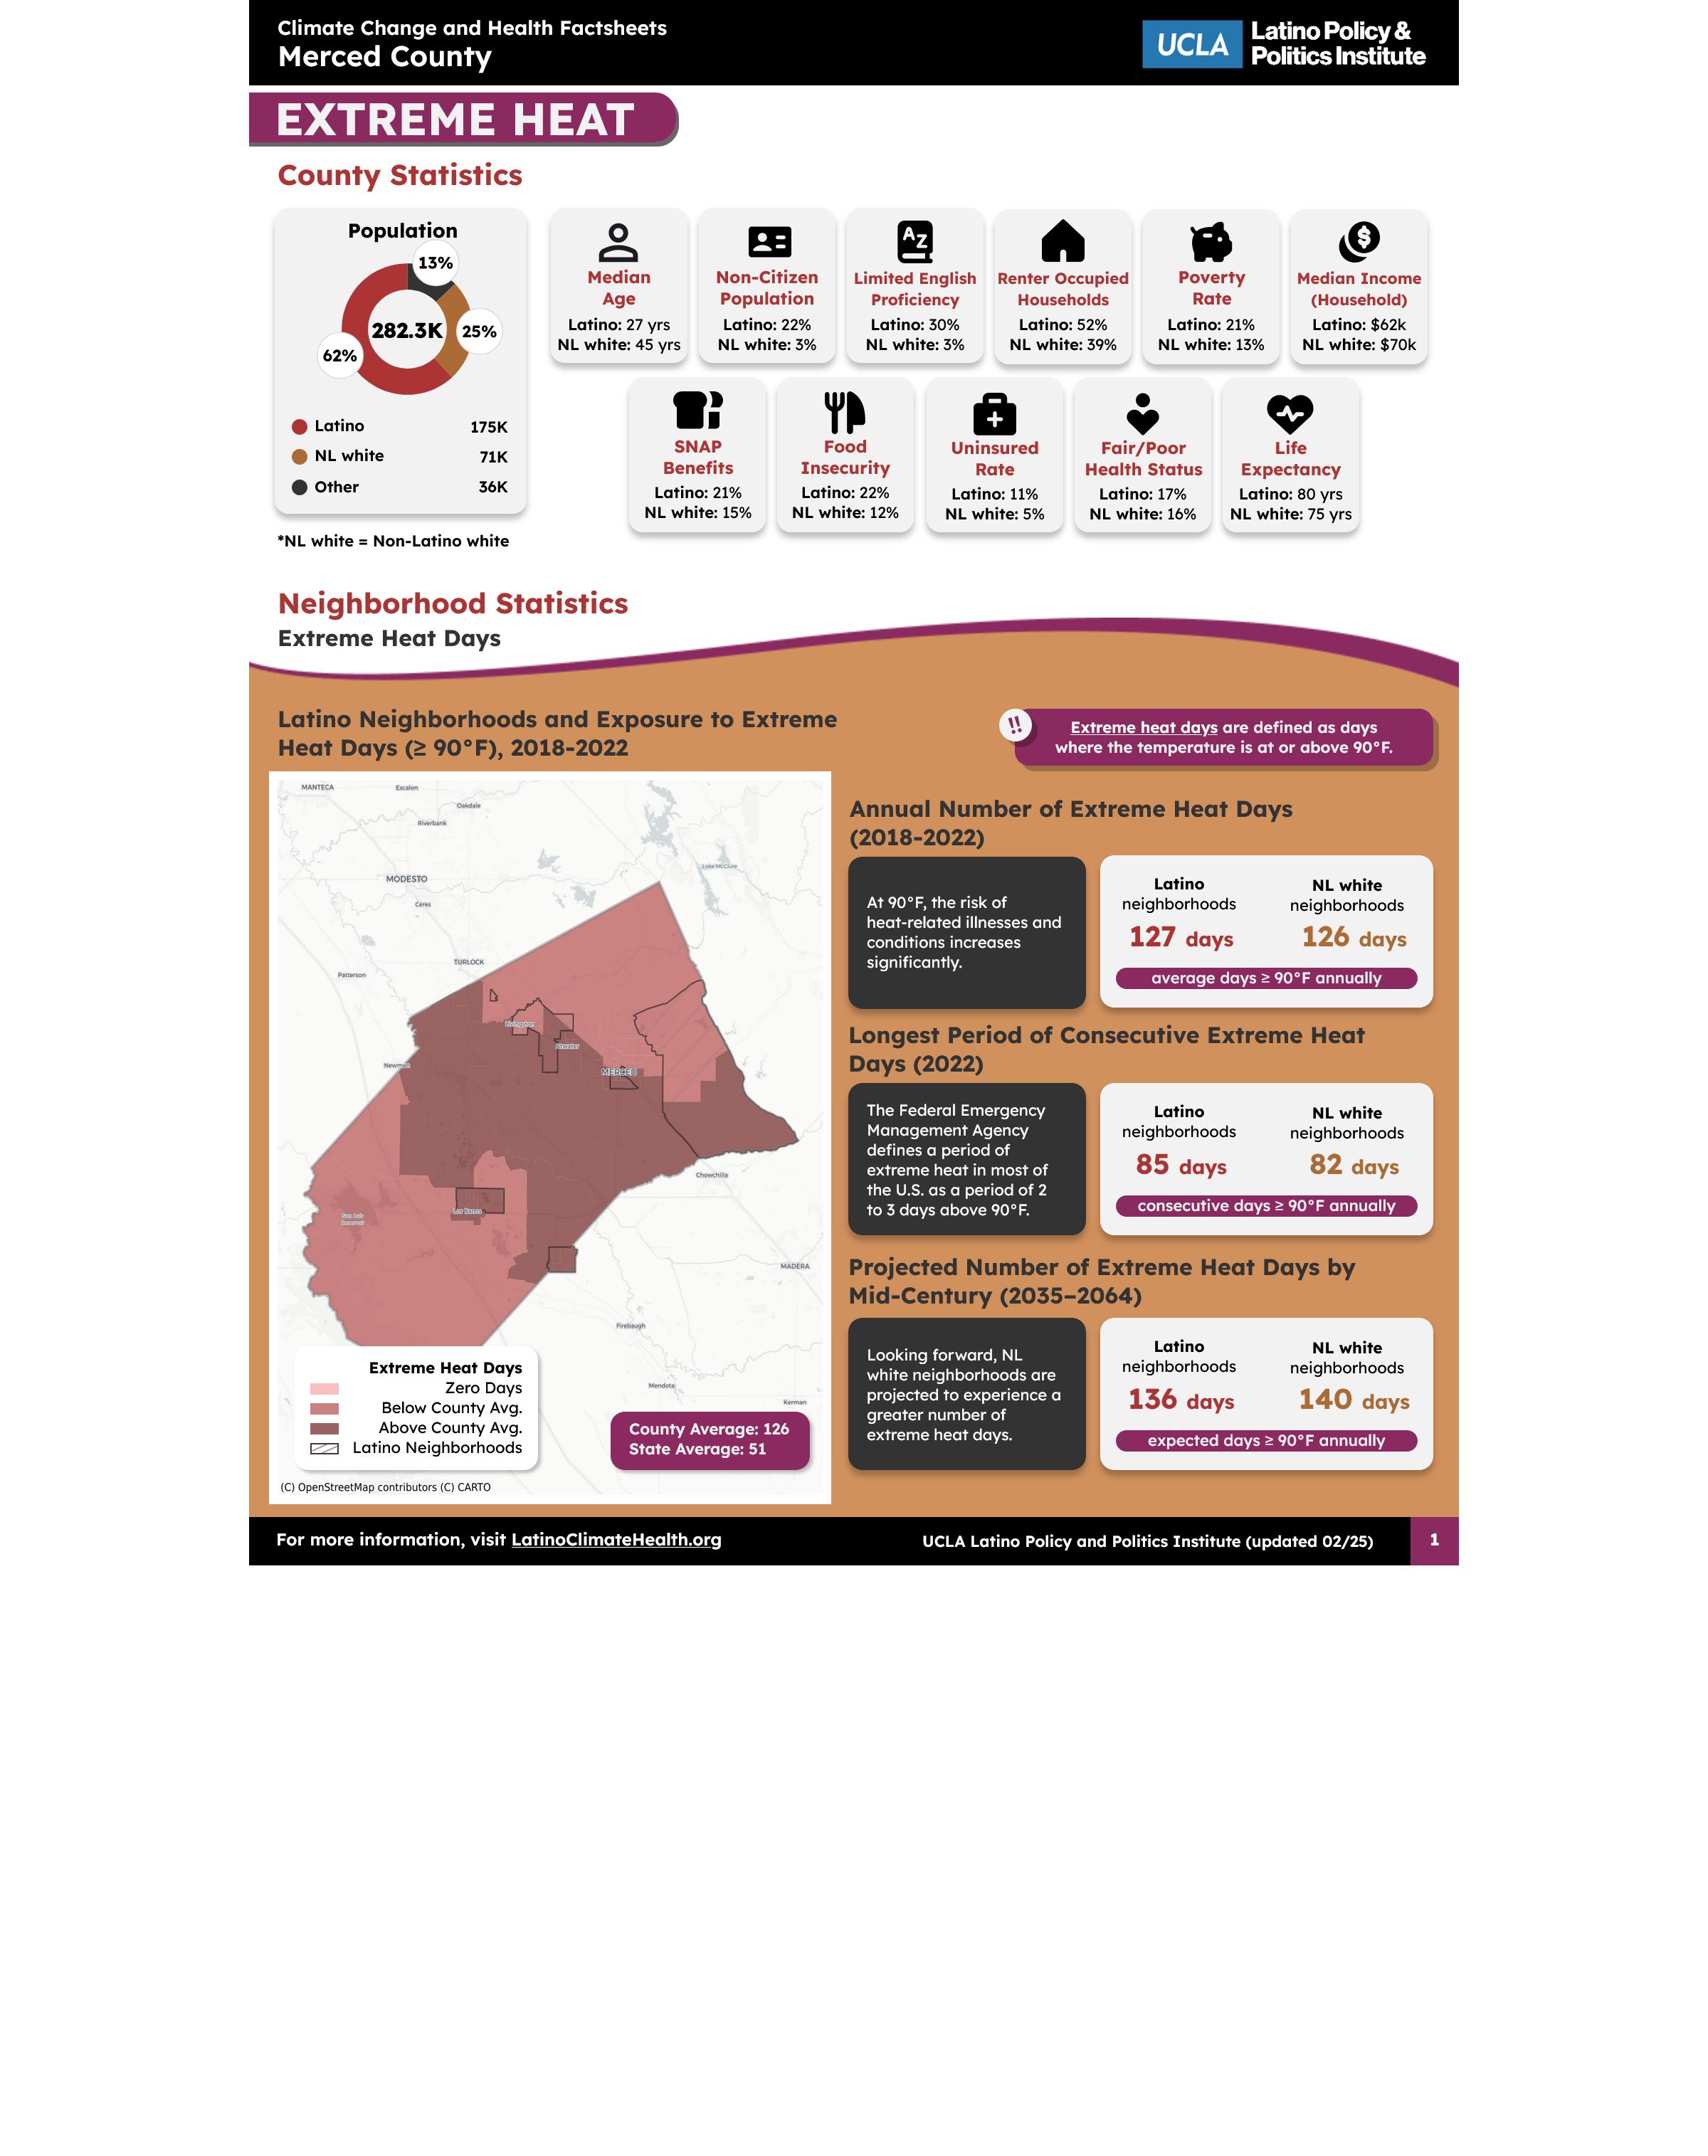 Climate Change and Health Factsheets
Merced County
UCLA
Latino Policy &
Politics Institute
EXTREME HEAT
County Statistics
Population
13%
282.3K
25%
62%
Latino 175K
NL white 71K
Other 36K
*NL white = Non-Latino white
Median
Age
Latino: 27 yrs
NL white: 45 yrs
Non-Citizen
Population
Latino: 22%
NL white: 3%
AZ
Limited English
Proficiency
Latino: 30%
NL white: 3%
Renter Occupied
Households
Latino: 52%
NL white: 39%
Poverty
Rate
Latino: 21%
NL white: 13%
$
Median Income
(Household)
Latino: $62k
NL white: $70k
SNAP
Benefits
Latino: 21%
NL white: 15%
Food
Insecurity
Latino: 22%
NL white: 12%
Uninsured
Rate
Latino: 11%
NL white: 5%
Fair/Poor
Health Status
Latino: 17%
NL white: 16%
Life
Expectancy
Latino: 80 yrs
NL white: 75 yrs
Neighborhood Statistics
Extreme Heat Days
Latino Neighborhoods and Exposure to Extreme
Heat Days (≥ 90°F), 2018-2022
MANTECA
Escalon
Oakdale
Riverbank
Lake McClure
MODESTO
Ceres
TURLOCK
Patterson
Livingston
Atwater
Newman
MERCED
Chowchilla
San Luis
Reservoir
Los Banos
MADERA
Firebaugh
Mendota
Kerman
Extreme Heat Days
Zero Days
Below County Avg.
Above County Avg.
Latino Neighborhoods
County Average: 126
State Average: 51
(C) OpenStreetMap contributors (C) CARTO
!!
Extreme heat days are defined as days
where the temperature is at or above 90°F.
Annual Number of Extreme Heat Days
(2018-2022)
At 90°F, the risk of
heat-related illnesses and
conditions increases
significantly.
Latino
neighborhoods
127 days
NL white
neighborhoods
126 days
average days ≥ 90°F annually
Longest Period of Consecutive Extreme Heat
Days (2022)
The Federal Emergency
Management Agency
defines a period of
extreme heat in most of
the U.S. as a period of 2
to 3 days above 90°F.
Latino
neighborhoods
85 days
NL white
neighborhoods
82 days
consecutive days ≥ 90°F annually
Projected Number of Extreme Heat Days by
Mid-Century (2035–2064)
Looking forward, NL
white neighborhoods are
projected to experience a
greater number of
extreme heat days.
Latino
neighborhoods
136 days
NL white
neighborhoods
140 days
expected days ≥ 90°F annually
For more information, visit LatinoClimateHealth.org
UCLA Latino Policy and Politics Institute (updated 02/25)
1